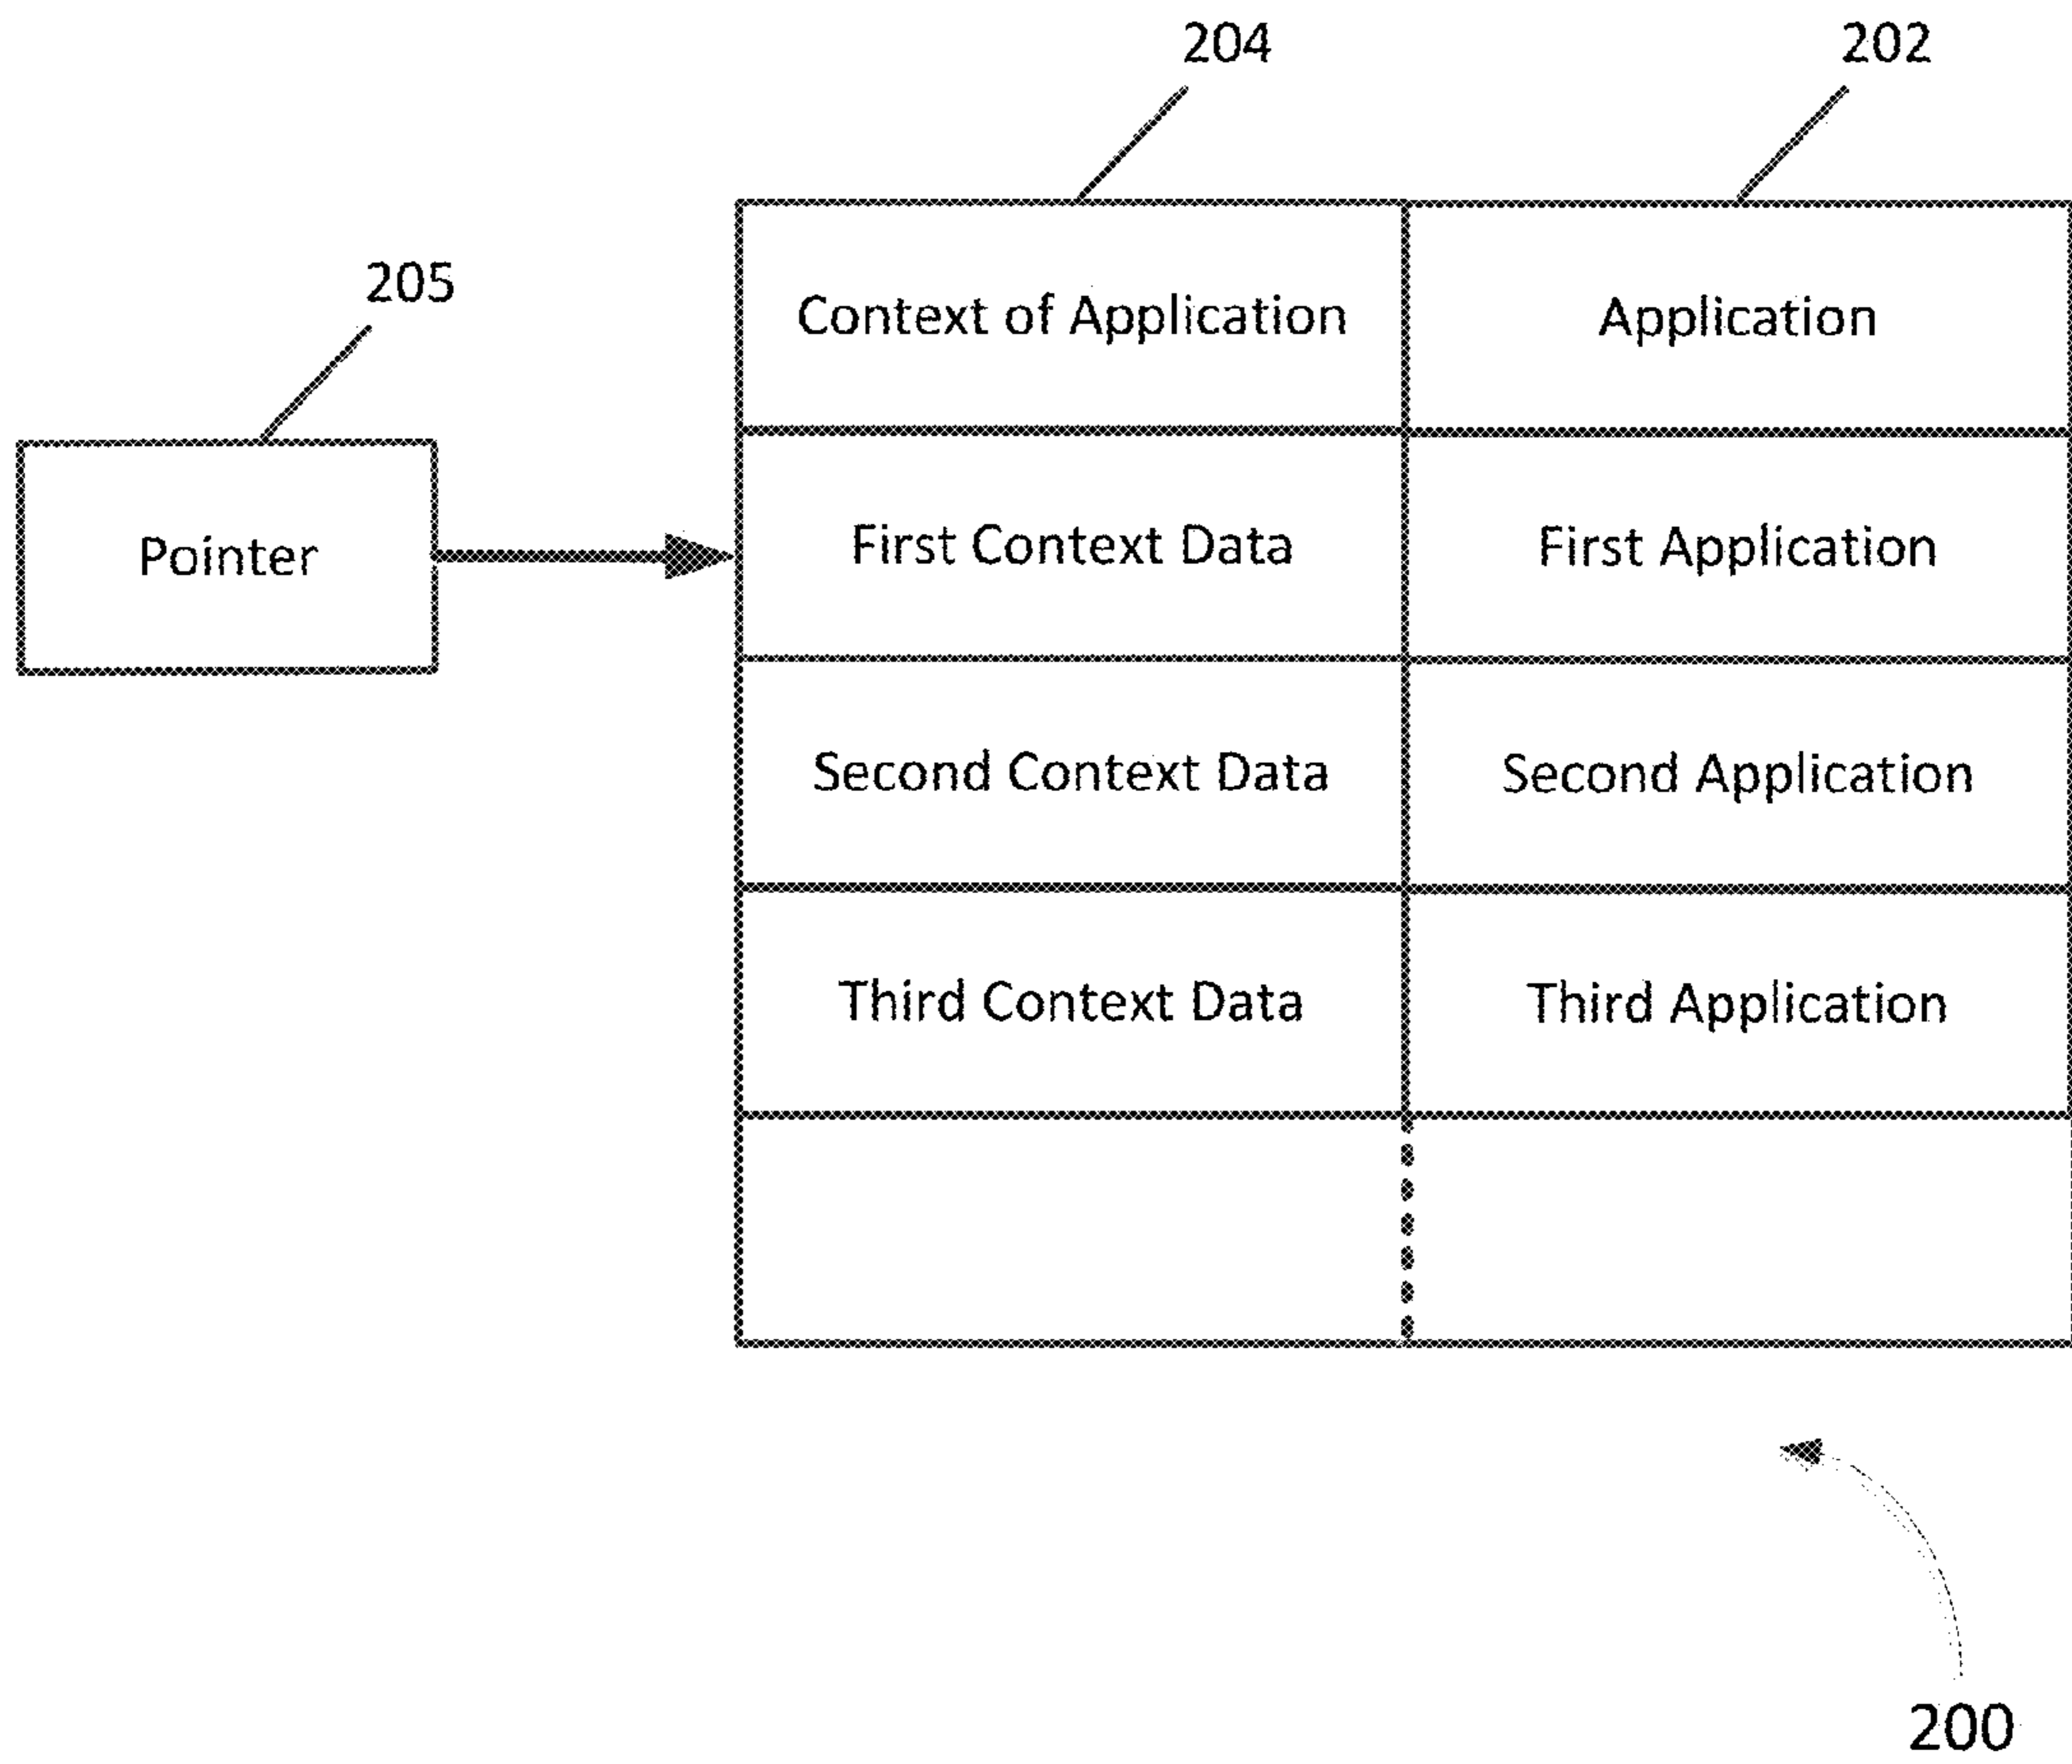 204
202
205
Context of Application
Application
Pointer
First Context Data
First Application
Second Context Data
Second Application
Third Context Data
Third Application
200